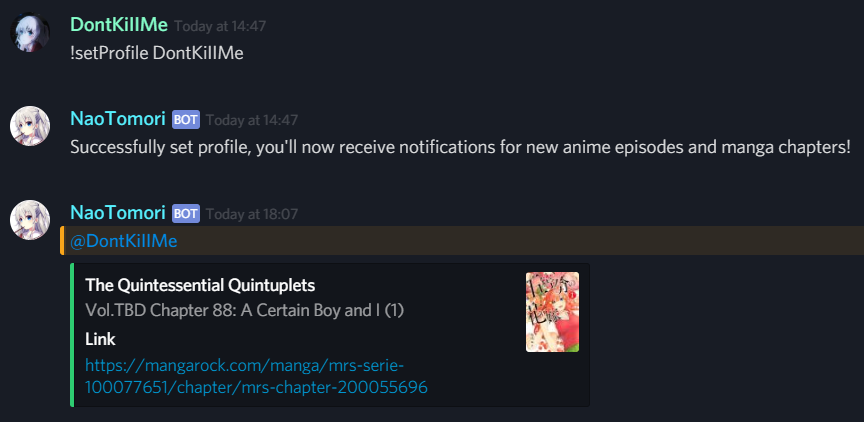 DontKillMe Today at 14:47
!setProfile DontKillMe
NaoTomori BOT Today at 14:47
Successfully set profile, you'll now receive notifications for new anime episodes and manga chapters!
NaoTomori BOT Today at 18:07
@DontKillMe
The Quintessential Quintuplets
Vol.TBD Chapter 88: A Certain Boy and I (1)
Link
https://mangarock.com/manga/mrs-serie-
100077651/chapter/mrs-chapter-200055696